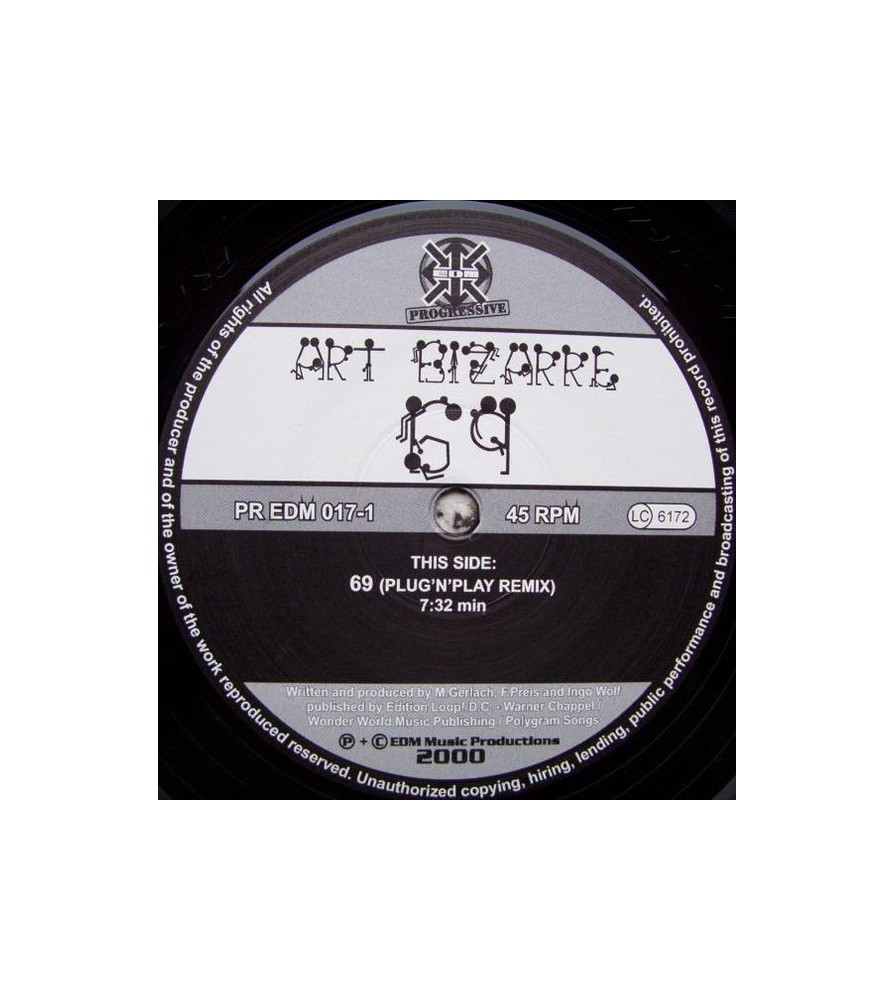 EDM
PROGRESSIVE
ART BIZARRE
69
PR EDM 017-1
45 RPM
LC 6172
THIS SIDE:
69 (PLUG'N'PLAY REMIX)
7:32 min
Written and produced by M.Gerlach, F.Preis and Ingo Wolf
published by Edition Loop! D.C. - Warner Chappel /
Wonder World Music Publishing / Polygram Songs
Ⓟ + © EDM Music Productions
2000
All rights of the producer and of the owner of the work reproduced reserved. Unauthorized copying, hiring, lending, public performance and broadcasting of this record prohibited.